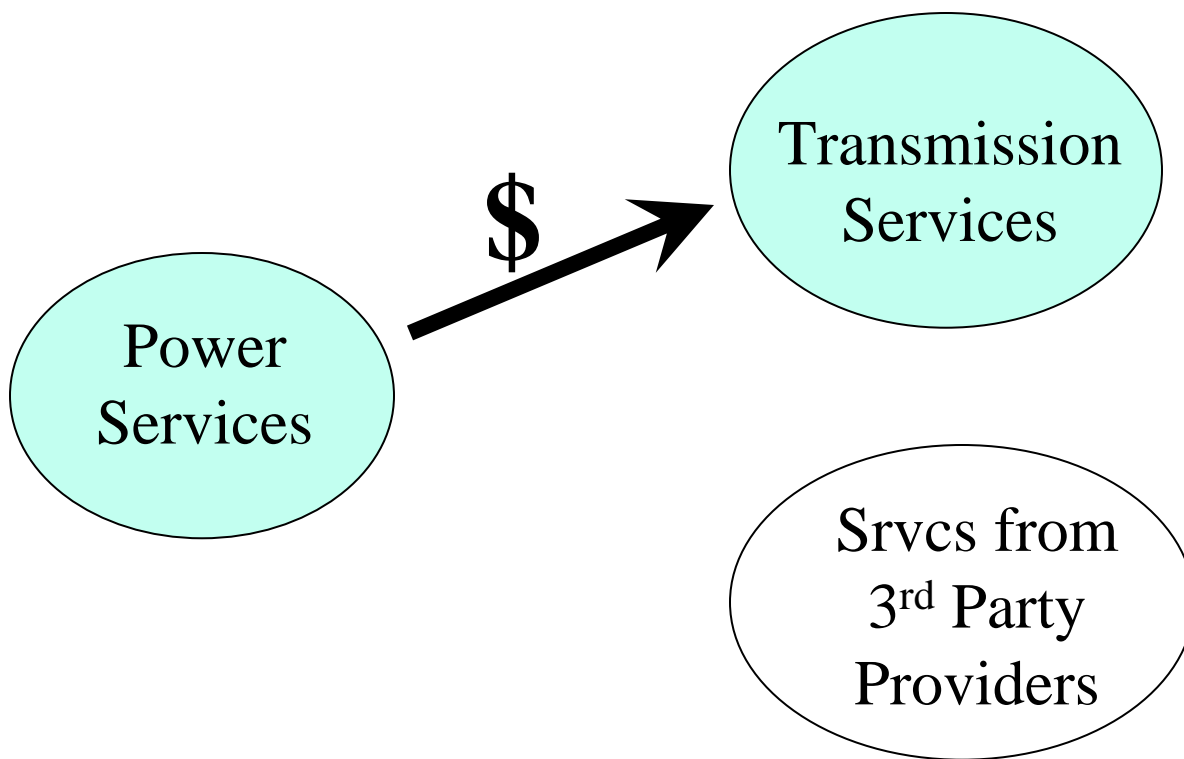 Transmission
Services
$
Power
Services
Srvcs from
3rd Party
Providers